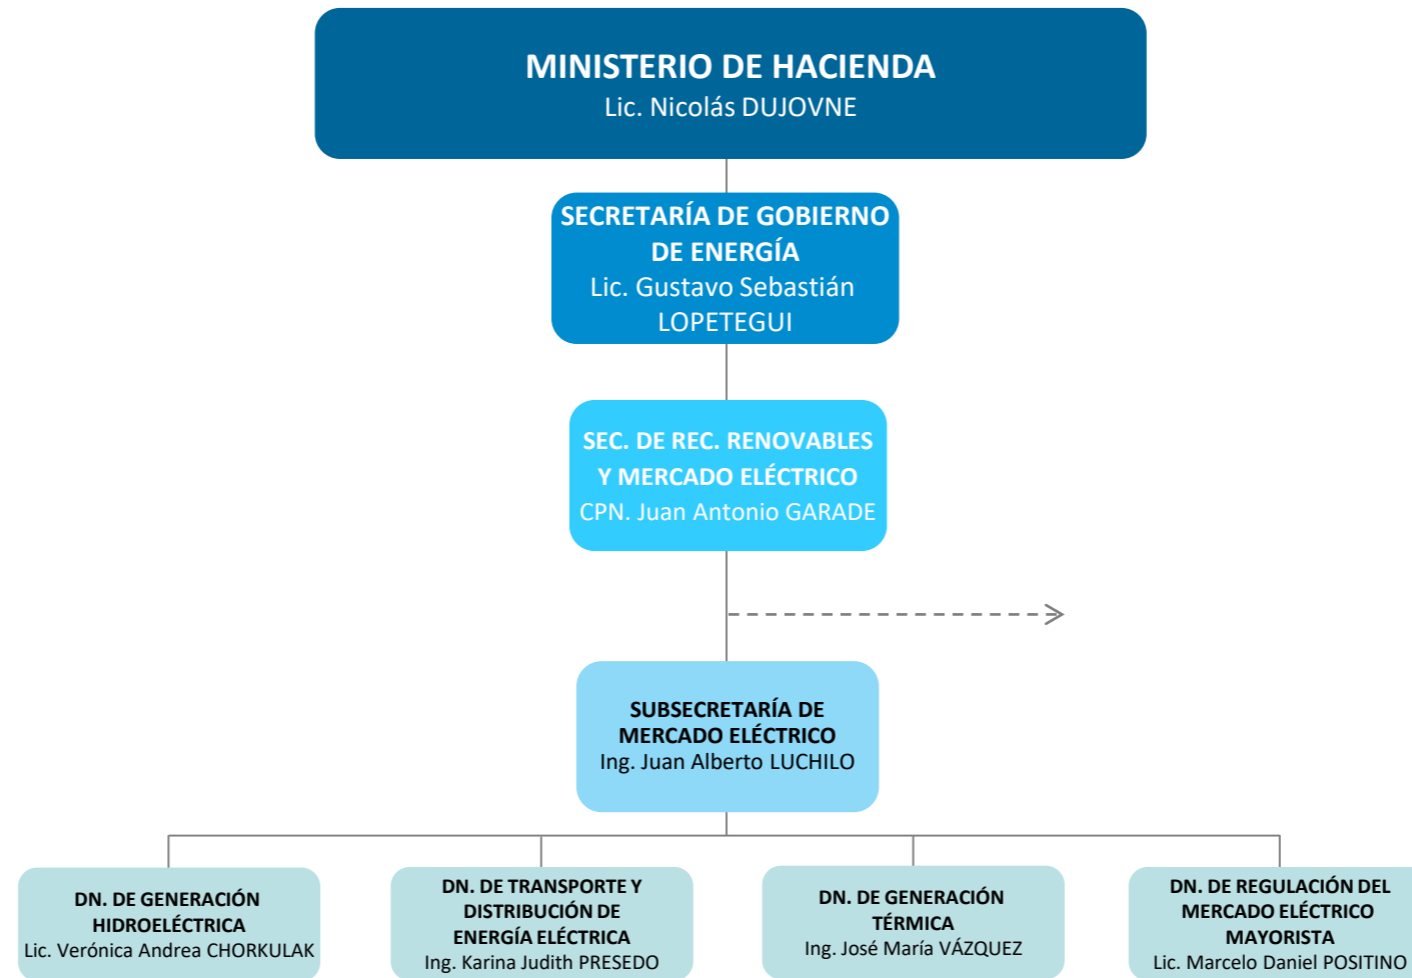 MINISTERIO DE HACIENDA
Lic. Nicolás DUJOVNE
SECRETARÍA DE GOBIERNO
DE ENERGÍA
Lic. Gustavo Sebastián
LOPETEGUI
SEC. DE REC. RENOVABLES
Y MERCADO ELÉCTRICO
CPN. Juan Antonio GARADE
SUBSECRETARÍA DE
MERCADO ELÉCTRICO
Ing. Juan Alberto LUCHILO
DN. DE GENERACIÓN
HIDROELÉCTRICA
Lic. Verónica Andrea CHORKULAK
DN. DE TRANSPORTE Y
DISTRIBUCIÓN DE
ENERGÍA ELÉCTRICA
Ing. Karina Judith PRESEDO
DN. DE GENERACIÓN
TÉRMICA
Ing. José María VÁZQUEZ
DN. DE REGULACIÓN DEL
MERCADO ELÉCTRICO
MAYORISTA
Lic. Marcelo Daniel POSITINO